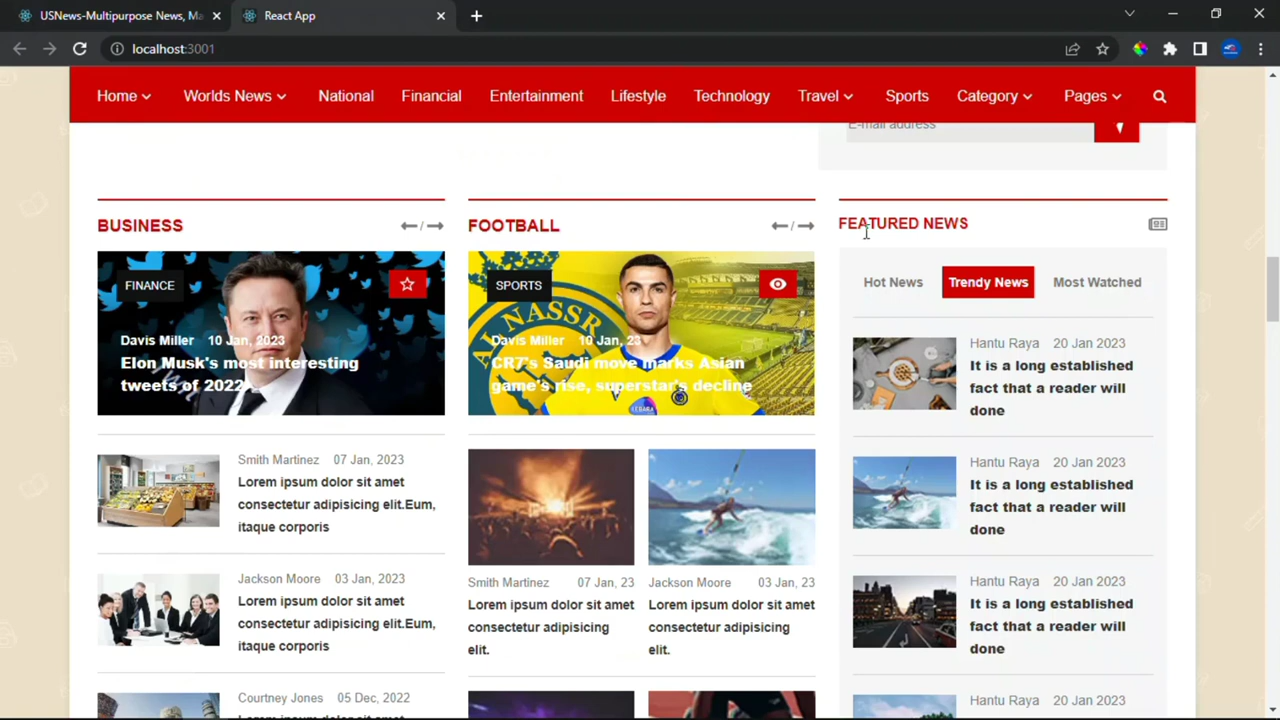 USNews-Multipurpose News, Ma
React App
localhost:3001
Home
Worlds News
National
Financial
Entertainment
Lifestyle
Technology
Travel
Sports
Category
Pages
E-mail address
BUSINESS
/
FINANCE
Davis Miller 10 Jan, 2023
Elon Musk's most interesting
tweets of 2022
Smith Martinez 07 Jan, 2023
Lorem ipsum dolor sit amet
consectetur adipisicing elit.Eum,
itaque corporis
Jackson Moore 03 Jan, 2023
Lorem ipsum dolor sit amet
consectetur adipisicing elit.Eum,
itaque corporis
Courtney Jones 05 Dec, 2022
Lorem ipsum dolor sit amet
FOOTBALL
/
SPORTS
AL NASSR
Davis Miller 10 Jan, 23
CR7's Saudi move marks Asian
game's rise, superstar's decline
Smith Martinez 07 Jan, 23
Lorem ipsum dolor sit amet
consectetur adipisicing
elit.
Jackson Moore 03 Jan, 23
Lorem ipsum dolor sit amet
consectetur adipisicing
elit.
FEATURED NEWS
Hot News
Trendy News
Most Watched
Hantu Raya 20 Jan 2023
It is a long established
fact that a reader will
done
Hantu Raya 20 Jan 2023
It is a long established
fact that a reader will
done
Hantu Raya 20 Jan 2023
It is a long established
fact that a reader will
done
Hantu Raya 20 Jan 2023